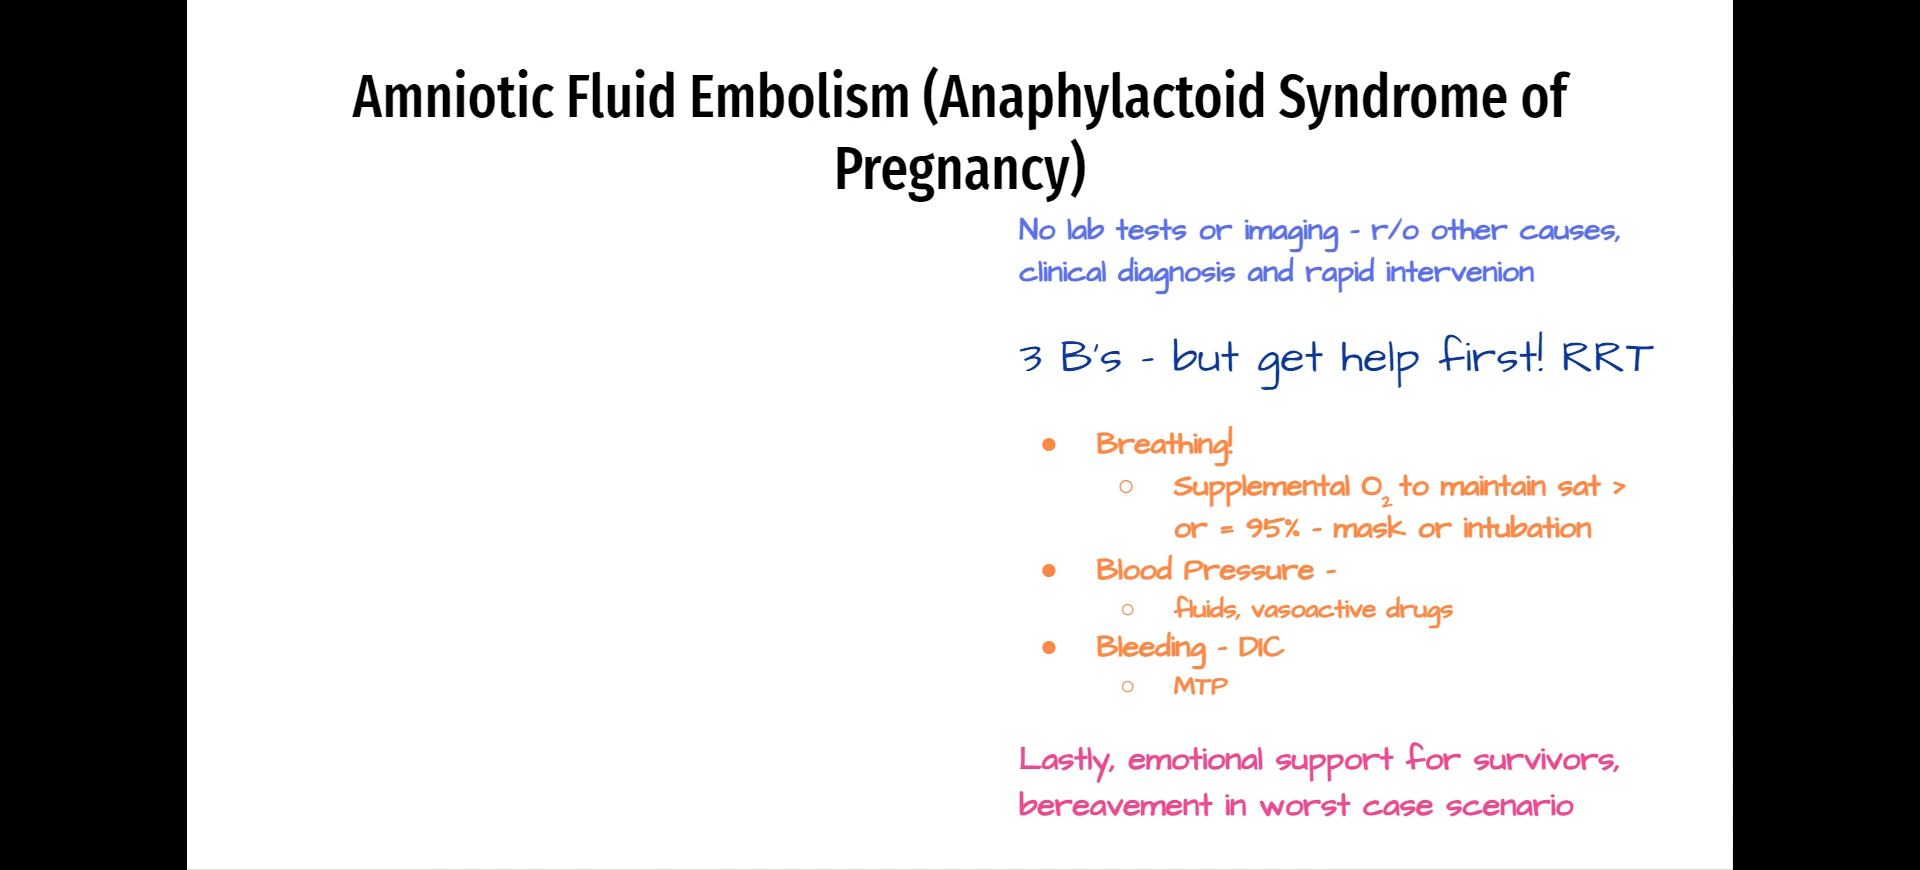 Amniotic Fluid Embolism (Anaphylactoid Syndrome of
Pregnancy)
No lab tests or imaging - r/o other causes,
clinical diagnosis and rapid intervenion
3 B's - but get help first! RRT
● Breathing!
○ Supplemental O₂ to maintain sat >
or = 95% - mask or intubation
● Blood Pressure -
○ fluids, vasoactive drugs
● Bleeding - DIC
○ MTP
Lastly, emotional support for survivors,
bereavement in worst case scenario